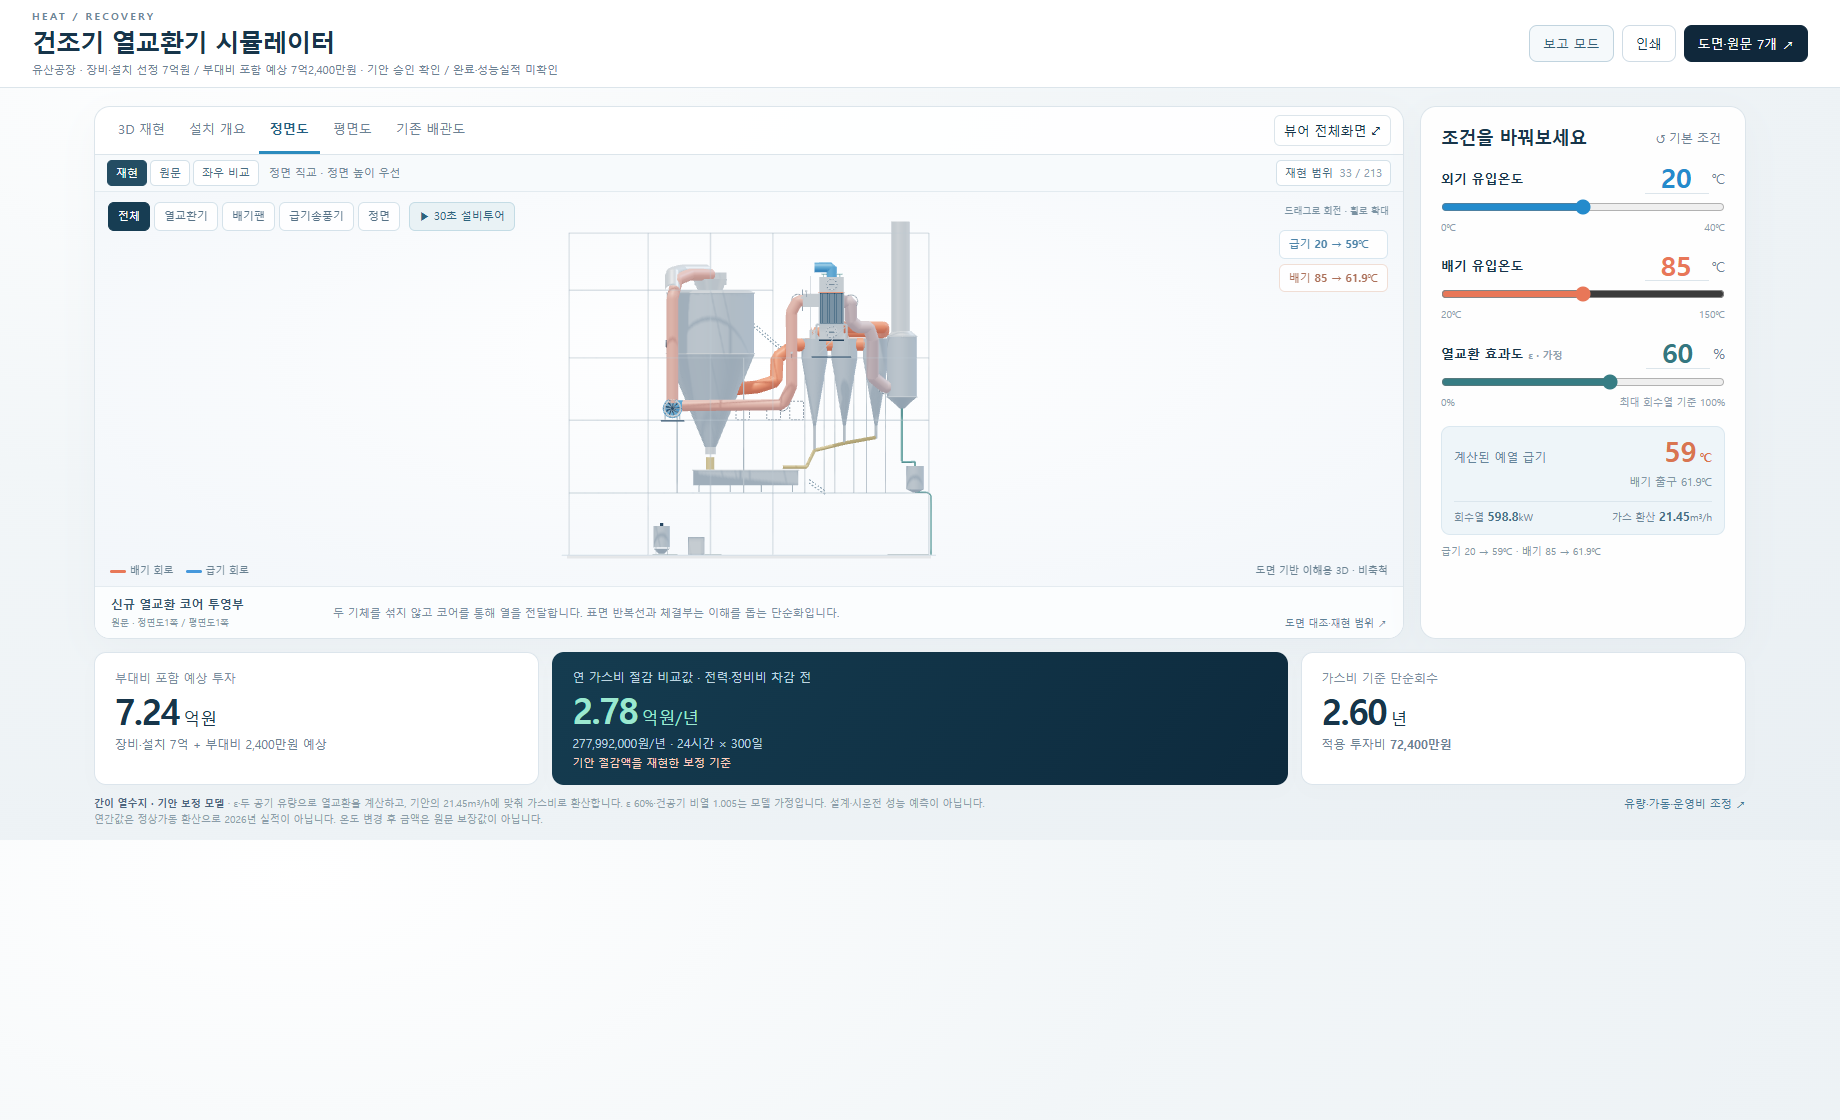 HEAT / RECOVERY
건조기 열교환기 시뮬레이터
유산공장 · 장비·설치 선정 7억원 / 부대비 포함 예상 7억2,400만원 · 기안 승인 확인 / 완료·성능실적 미확인
보고 모드
인쇄
도면·원문 7개 ↗
3D 재현
설치 개요
정면도
평면도
기존 배관도
뷰어 전체화면 ⤢
재현
원문
좌우 비교
정면 직교 · 정면 높이 우선
재현 범위 33 / 213
전체
열교환기
배기팬
급기송풍기
정면
▶ 30초 설비투어
드래그로 회전 · 휠로 확대
급기 20 → 59℃
배기 85 → 61.9℃
배기 회로
급기 회로
도면 기반 이해용 3D · 비축척
신규 열교환 코어 투영부
원문 · 정면도1쪽 / 평면도1쪽
두 기체를 섞지 않고 코어를 통해 열을 전달합니다. 표면 반복선과 체결부는 이해를 돕는 단순화입니다.
도면 대조·재현 범위 ↗
조건을 바꿔보세요
↺ 기본 조건
외기 유입온도
20 ℃
0℃
40℃
배기 유입온도
85 ℃
20℃
150℃
열교환 효과도 ε · 가정
60 %
0%
최대 회수열 기준 100%
계산된 예열 급기
59 ℃
배기 출구 61.9℃
회수열 598.8kW
가스 환산 21.45m³/h
급기 20 → 59℃ · 배기 85 → 61.9℃
부대비 포함 예상 투자
7.24 억원
장비·설치 7억 + 부대비 2,400만원 예상
연 가스비 절감 비교값 · 전력·정비비 차감 전
2.78 억원/년
277,992,000원/년 · 24시간 × 300일
기안 절감액을 재현한 보정 기준
가스비 기준 단순회수
2.60 년
적용 투자비 72,400만원
간이 열수지 · 기안 보정 모델 · ε·두 공기 유량으로 열교환을 계산하고, 기안의 21.45m³/h에 맞춰 가스비로 환산합니다. ε 60%·건공기 비열 1.005는 모델 가정입니다. 설계·시운전 성능 예측이 아닙니다.
연간값은 정상가동 환산으로 2026년 실적이 아닙니다. 온도 변경 후 금액은 원문 보장값이 아닙니다.
유량·가동·운영비 조정 ↗